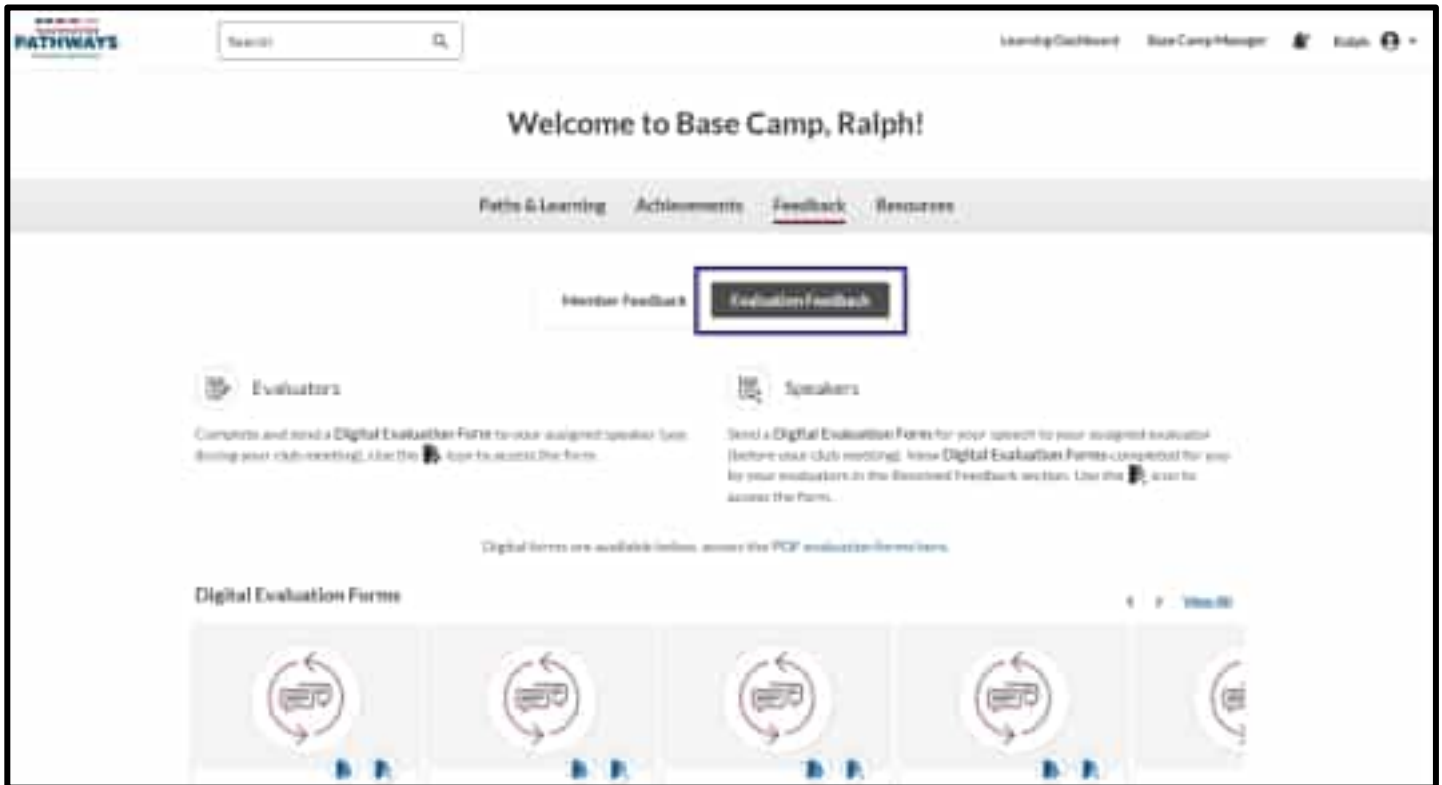 PATHWAYS
Search
Learning Dashboard Base Camp Manager Ralph
Welcome to Base Camp, Ralph!
Paths & Learning Achievements Feedback Resources
Member Feedback Evaluation Feedback
Evaluators
Complete and send a Digital Evaluation Form to your assigned speaker
during your club meeting). Use the icon to access the form.
Speakers
Send a Digital Evaluation Form for your speech to your assigned evaluator
(before your club meeting). View Digital Evaluation Forms completed for you
by your evaluators in the Received Feedback section. Use the icon to
access the form.
Digital forms are available below, access the PDF evaluation forms here.
Digital Evaluation Forms
View All